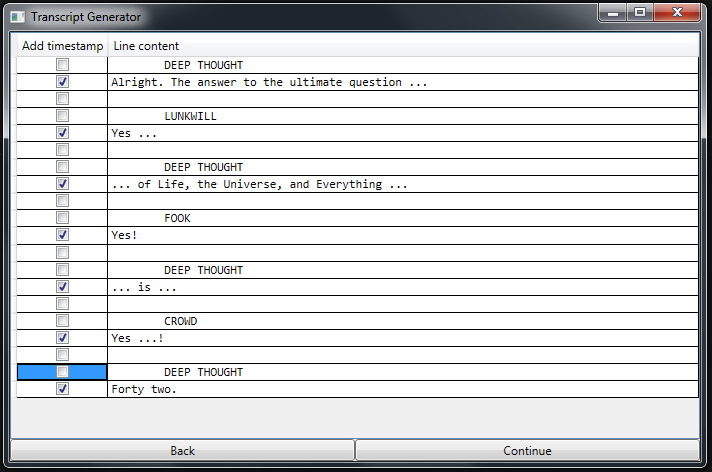 Transcript Generator
Add timestamp Line content
DEEP THOUGHT
Alright. The answer to the ultimate question ...
LUNKWILL
Yes ...
DEEP THOUGHT
... of Life, the Universe, and Everything ...
FOOK
Yes!
DEEP THOUGHT
... is ...
CROWD
Yes ...!
DEEP THOUGHT
Forty two.
Back Continue